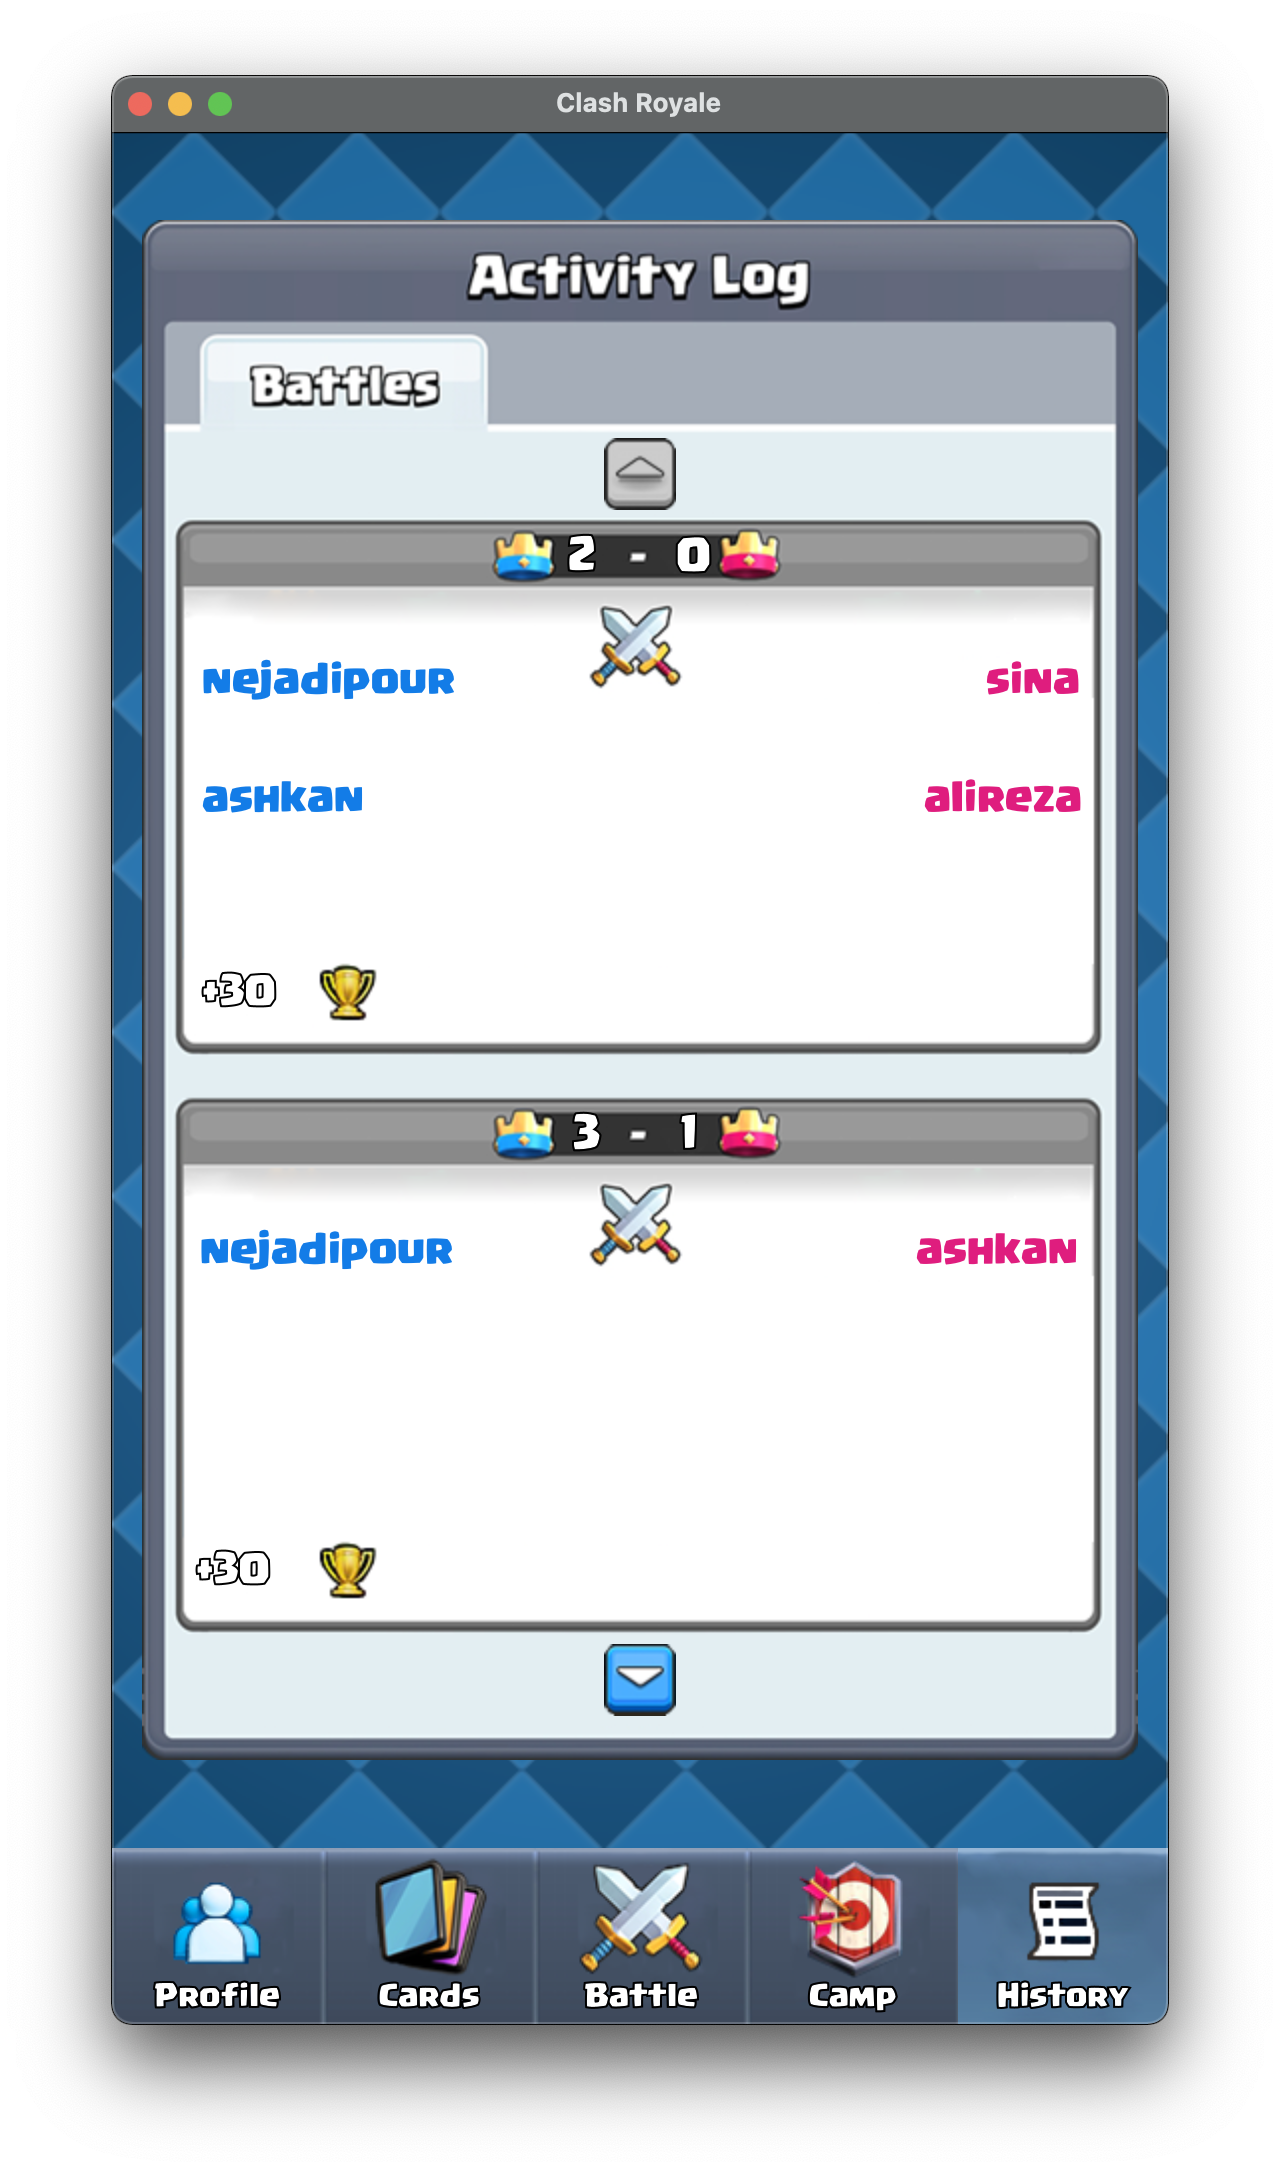 Clash Royale
Activity Log
Battles
2 - 0
Nejadipour sina
ashkan alireza
+30
3 - 1
Nejadipour ashkan
+30
Profile Cards Battle Camp History